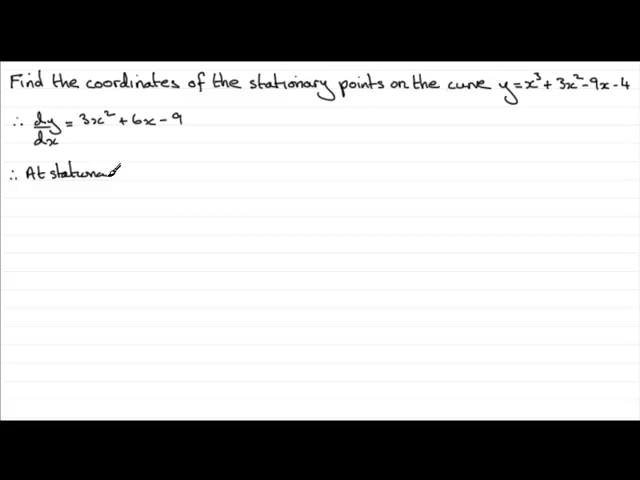 Find the coordinates of the stationary points on the curve y = x³ + 3x² - 9x - 4
∴ dy/dx = 3x² + 6x - 9
∴ At stationa